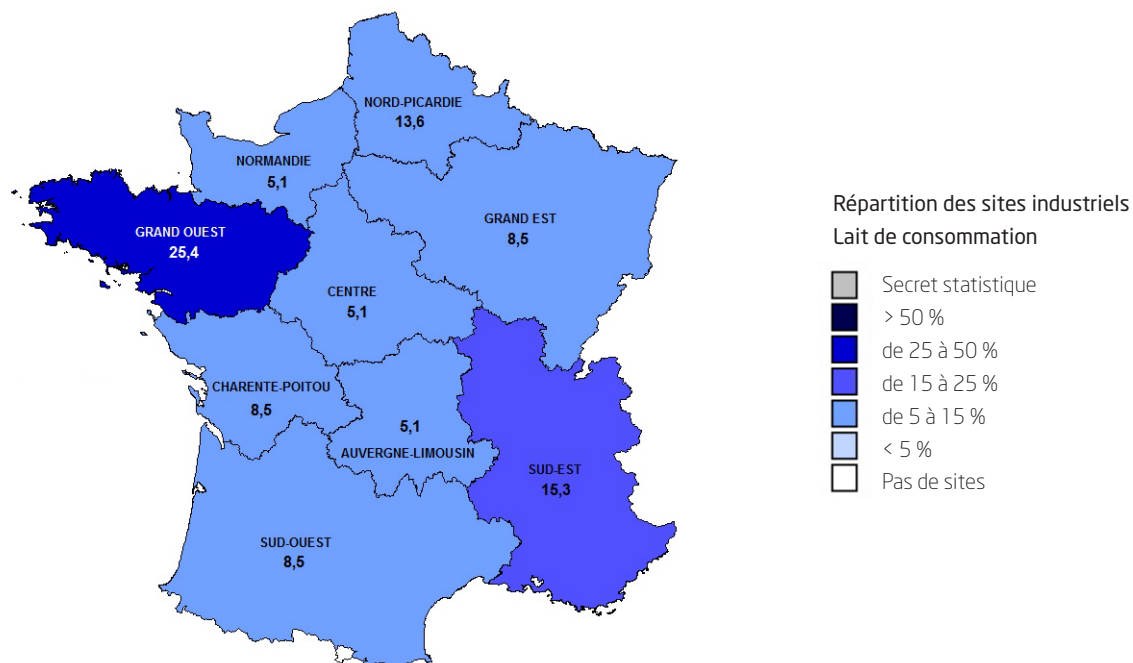 NORD-PICARDIE
13,6
NORMANDIE
5,1
GRAND OUEST
25,4
GRAND EST
8,5
CENTRE
5,1
CHARENTE-POITOU
8,5
5,1
AUVERGNE-LIMOUSIN
SUD-EST
15,3
SUD-OUEST
8,5
Répartition des sites industriels
Lait de consommation
Secret statistique
> 50 %
de 25 à 50 %
de 15 à 25 %
de 5 à 15 %
< 5 %
Pas de sites